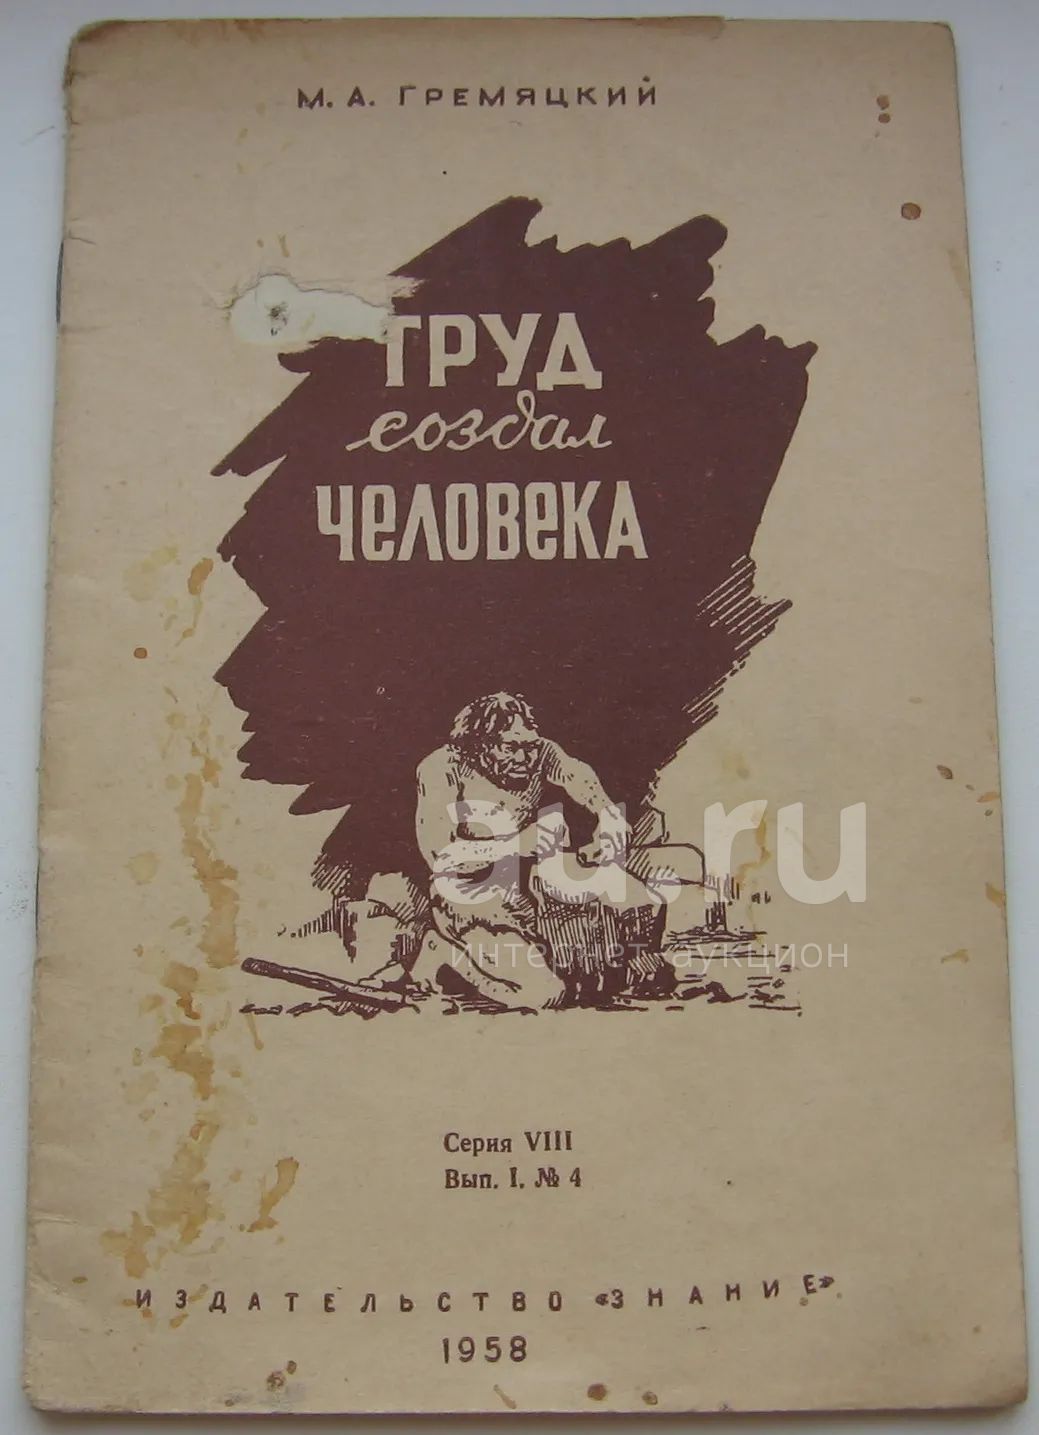 М. А. ГРЕМЯЦКИЙ
ТРУД
создал
ЧЕЛОВЕКА
au.ru
интернет аукцион
Серия VIII
Вып. I, № 4
ИЗДАТЕЛЬСТВО «ЗНАНИЕ»
1958